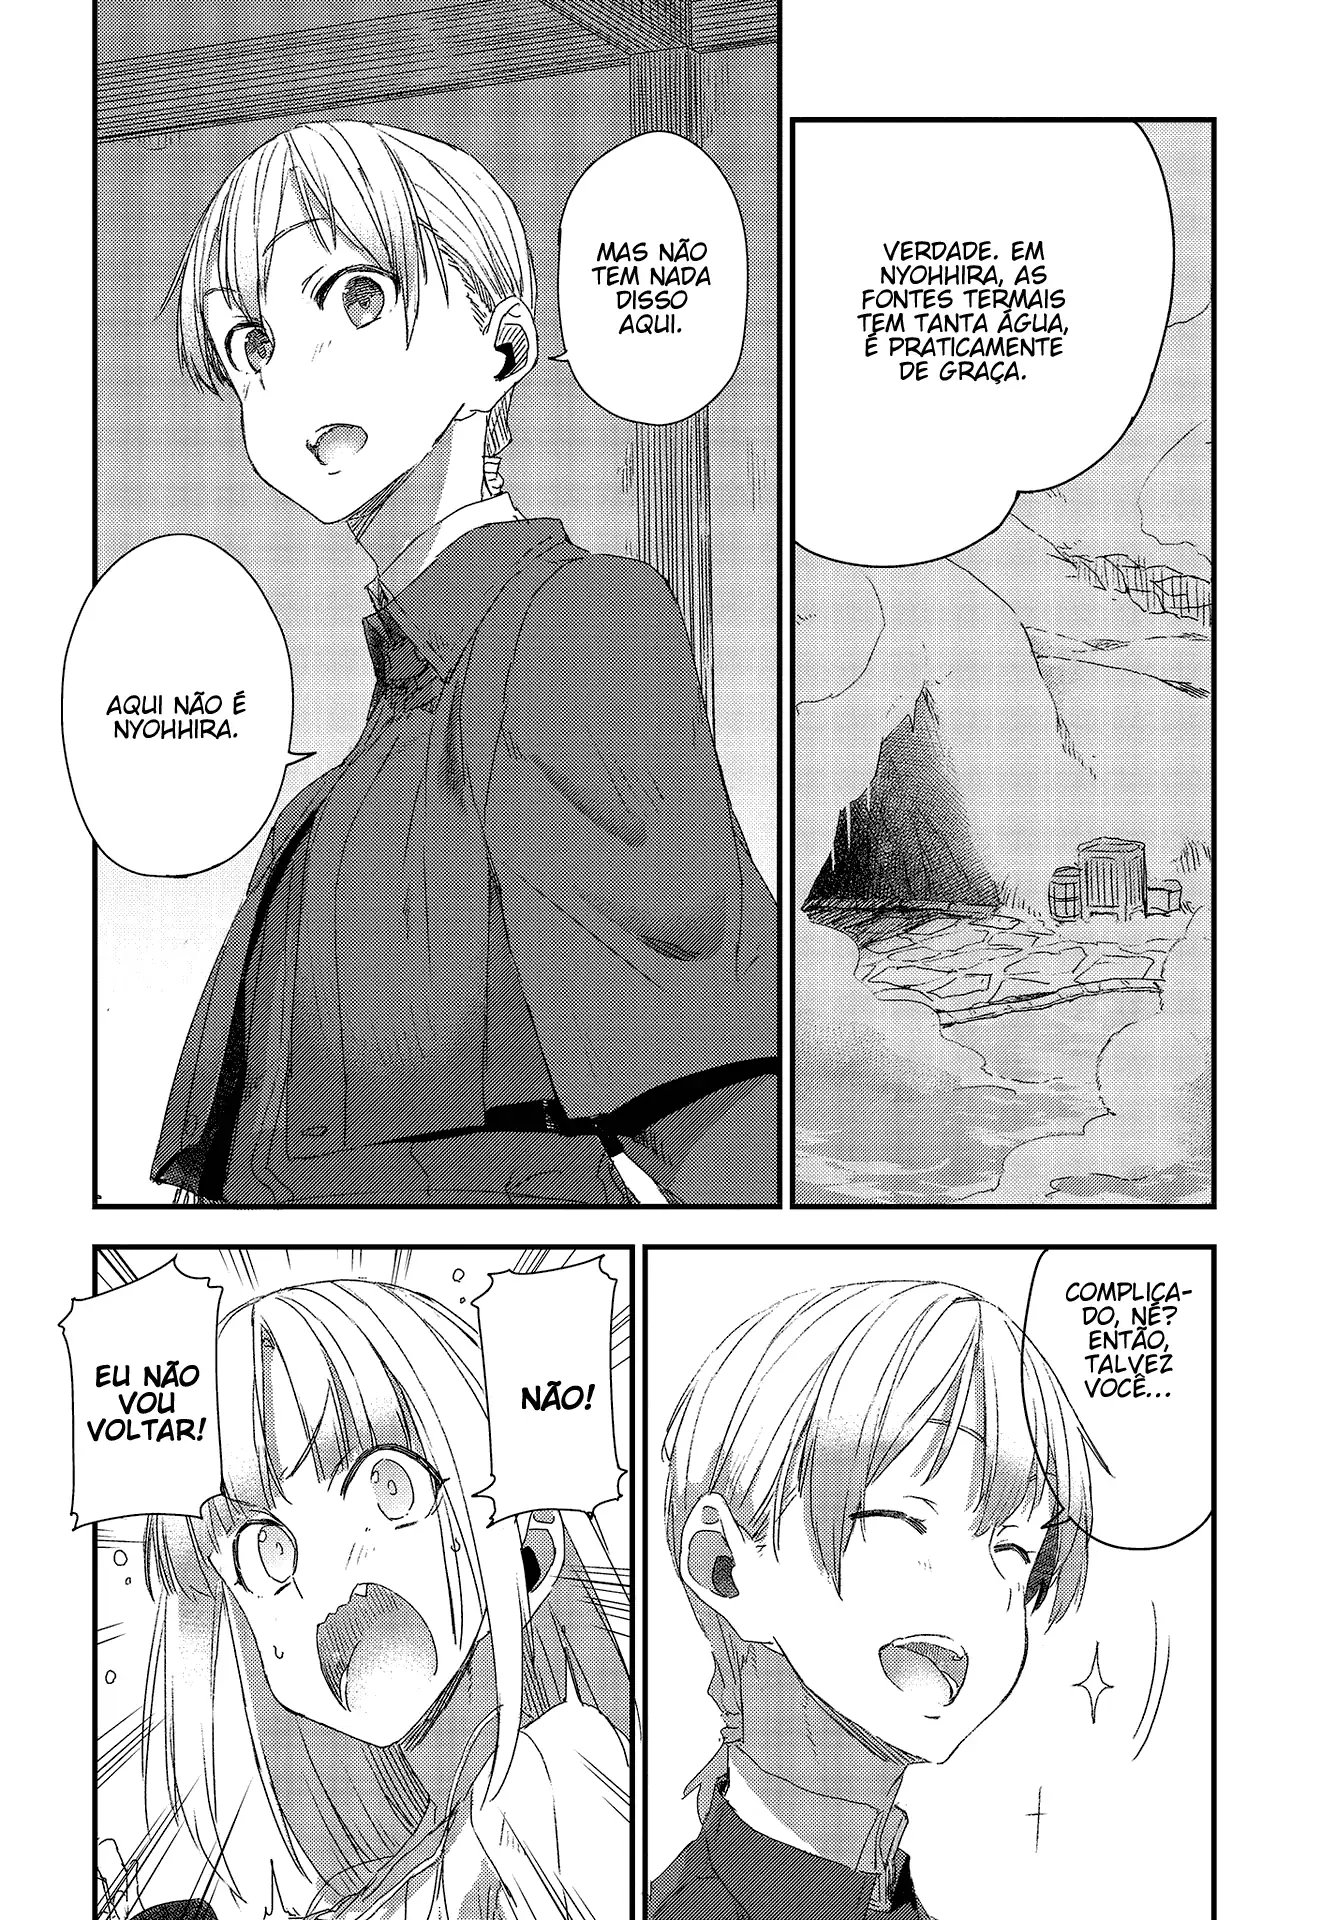 VERDADE. EM
NYOHHIRA, AS
FONTES TERMAIS
TEM TANTA ÁGUA,
É PRATICAMENTE
DE GRAÇA.
MAS NÃO
TEM NADA
DISSO
AQUI.
AQUI NÃO É
NYOHHIRA.
COMPLICA-
DO, NÉ?
ENTÃO,
TALVEZ
VOCÊ...
NÃO!
EU NÃO
VOU
VOLTAR!